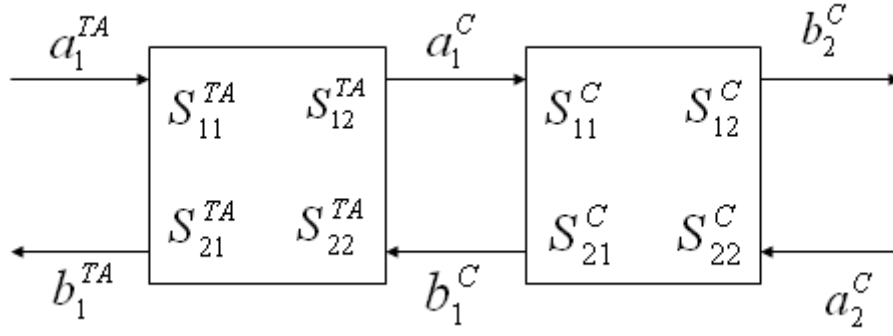 a_1^{TA} a_1^C b_2^C
S_{11}^{TA} S_{12}^{TA} S_{11}^C S_{12}^C
S_{21}^{TA} S_{22}^{TA} S_{21}^C S_{22}^C
b_1^{TA} b_1^C a_2^C